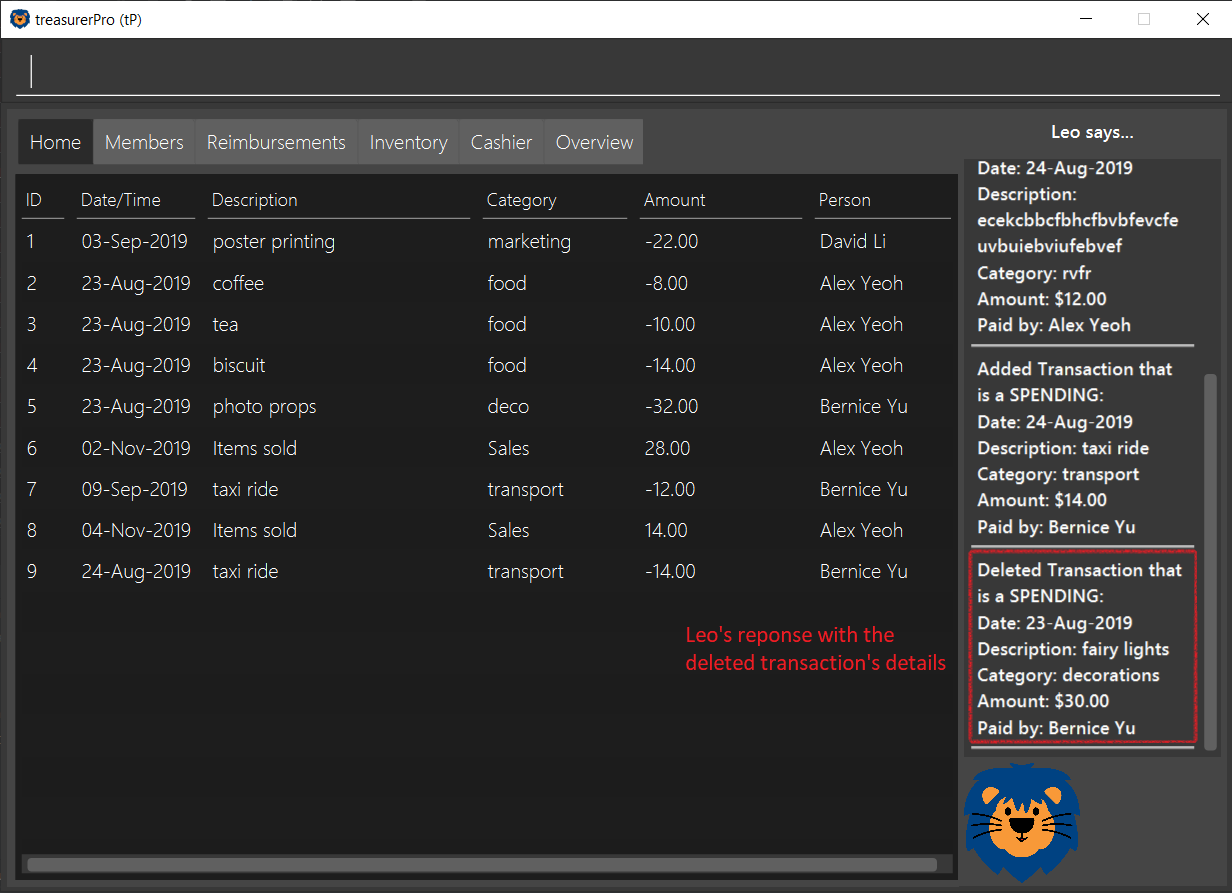 treasurerPro (tP)
Home Members Reimbursements Inventory Cashier Overview
ID Date/Time Description Category Amount Person
1 03-Sep-2019 poster printing marketing -22.00 David Li
2 23-Aug-2019 coffee food -8.00 Alex Yeoh
3 23-Aug-2019 tea food -10.00 Alex Yeoh
4 23-Aug-2019 biscuit food -14.00 Alex Yeoh
5 23-Aug-2019 photo props deco -32.00 Bernice Yu
6 02-Nov-2019 Items sold Sales 28.00 Alex Yeoh
7 09-Sep-2019 taxi ride transport -12.00 Bernice Yu
8 04-Nov-2019 Items sold Sales 14.00 Alex Yeoh
9 24-Aug-2019 taxi ride transport -14.00 Bernice Yu
Leo's reponse with the
deleted transaction's details
Leo says...
Date: 24-Aug-2019
Description:
ecekcbbcfbhcfbvbfevcfe
uvbuiebviufebvef
Category: rvfr
Amount: $12.00
Paid by: Alex Yeoh
Added Transaction that
is a SPENDING:
Date: 24-Aug-2019
Description: taxi ride
Category: transport
Amount: $14.00
Paid by: Bernice Yu
Deleted Transaction that
is a SPENDING:
Date: 23-Aug-2019
Description: fairy lights
Category: decorations
Amount: $30.00
Paid by: Bernice Yu